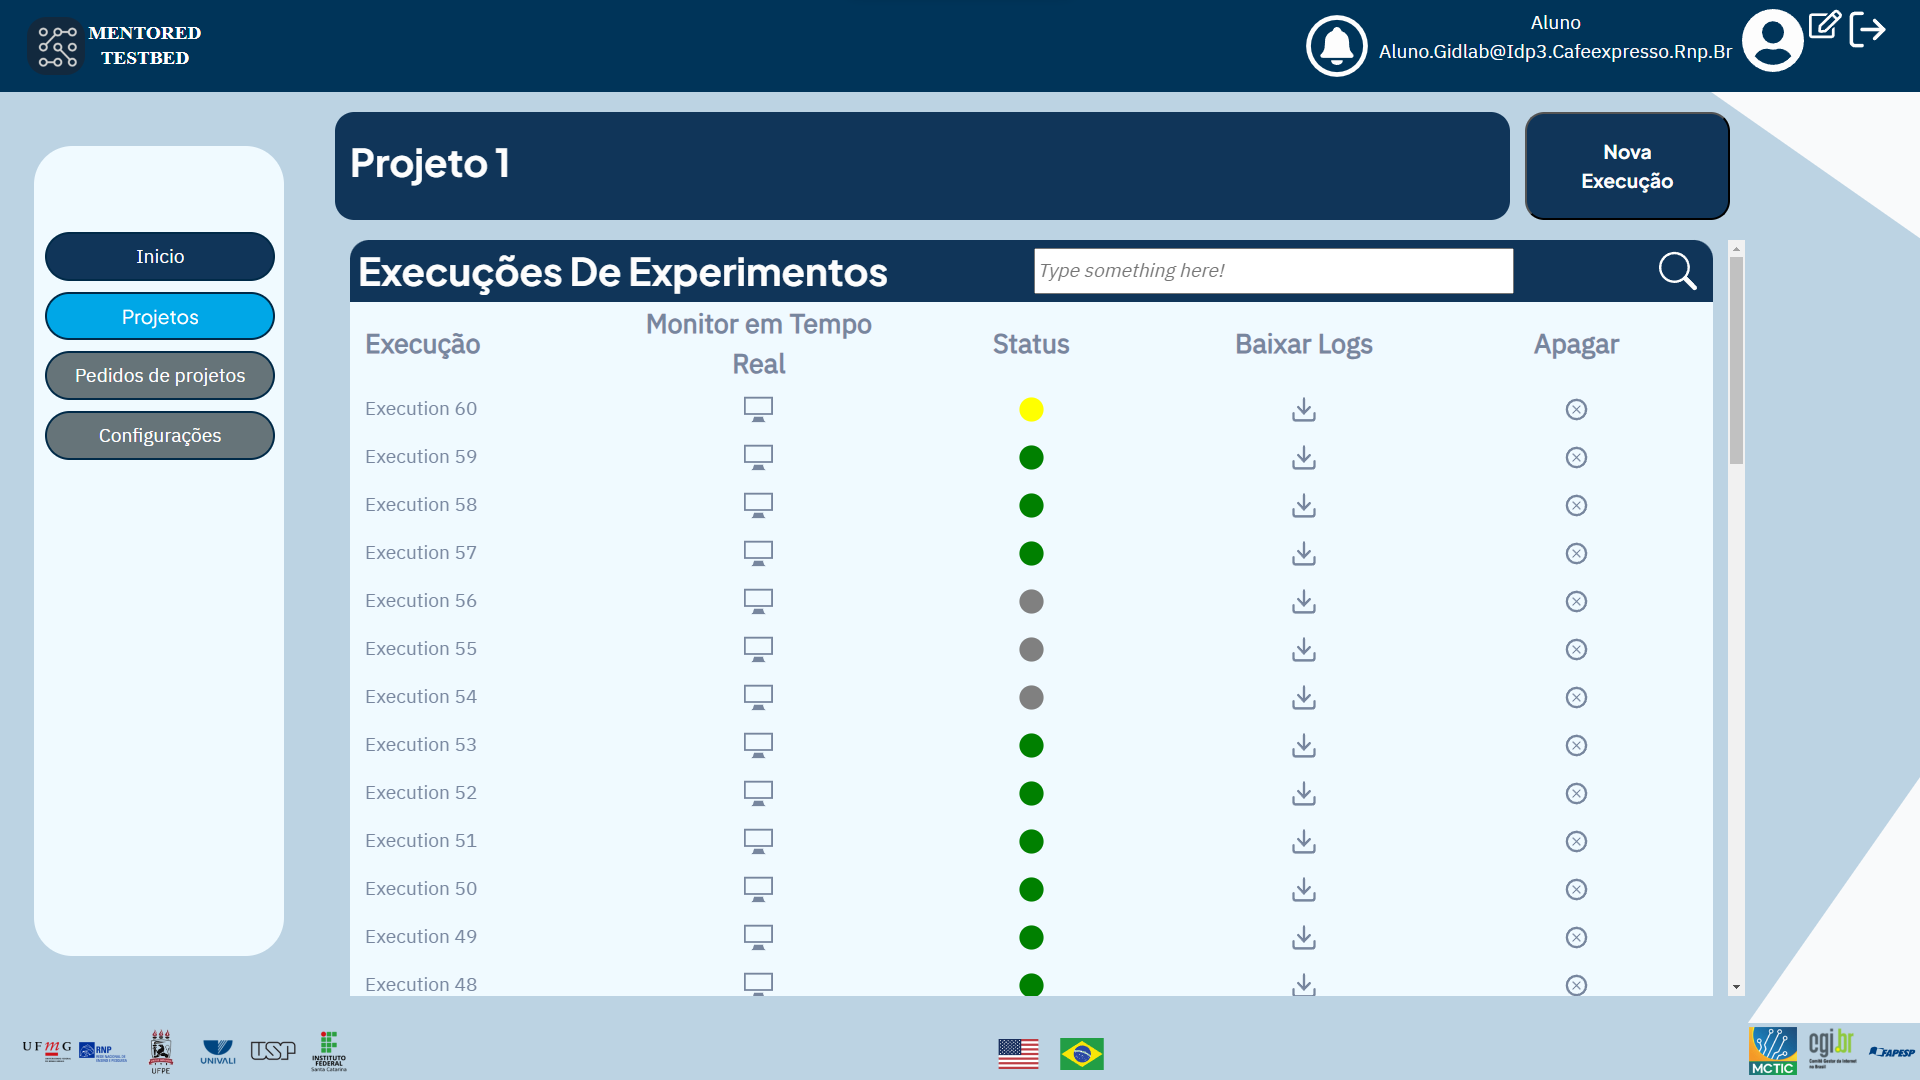 MENTORED
TESTBED
Aluno
Aluno.Gidlab@Idp3.Cafeexpresso.Rnp.Br
Inicio
Projetos
Pedidos de projetos
Configurações
Projeto 1
Nova
Execução
Execuções De Experimentos
Type something here!
Execução
Monitor em Tempo
Real
Status
Baixar Logs
Apagar
Execution 60
Execution 59
Execution 58
Execution 57
Execution 56
Execution 55
Execution 54
Execution 53
Execution 52
Execution 51
Execution 50
Execution 49
Execution 48
UFMG
RNP
UFPE
UNIVALI
USP
INSTITUTO
FEDERAL
Santa Catarina
MCTIC
cgi.br
FAPESP